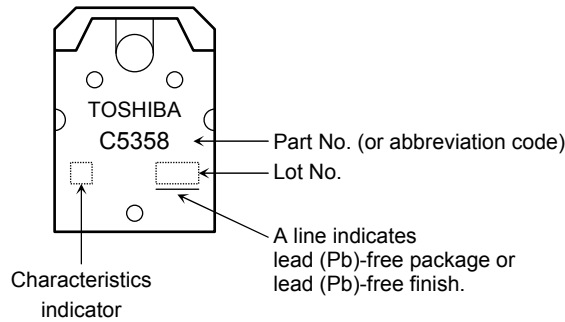 TOSHIBA
C5358
Part No. (or abbreviation code)
Lot No.
A line indicates
lead (Pb)-free package or
lead (Pb)-free finish.
Characteristics
indicator